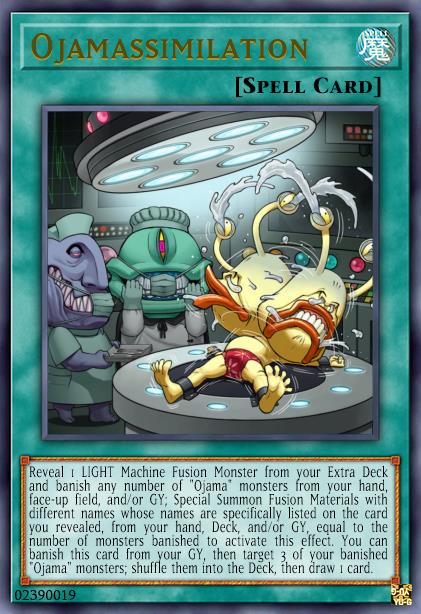 OJAMASSIMILATION
魔
[SPELL CARD]
Reveal 1 LIGHT Machine Fusion Monster from your Extra Deck
and banish any number of "Ojama" monsters from your hand,
face-up field, and/or GY; Special Summon Fusion Materials with
different names whose names are specifically listed on the card
you revealed, from your hand, Deck, and/or GY, equal to the
number of monsters banished to activate this effect. You can
banish this card from your GY, then target 3 of your banished
"Ojama" monsters; shuffle them into the Deck, then draw 1 card.
02390019